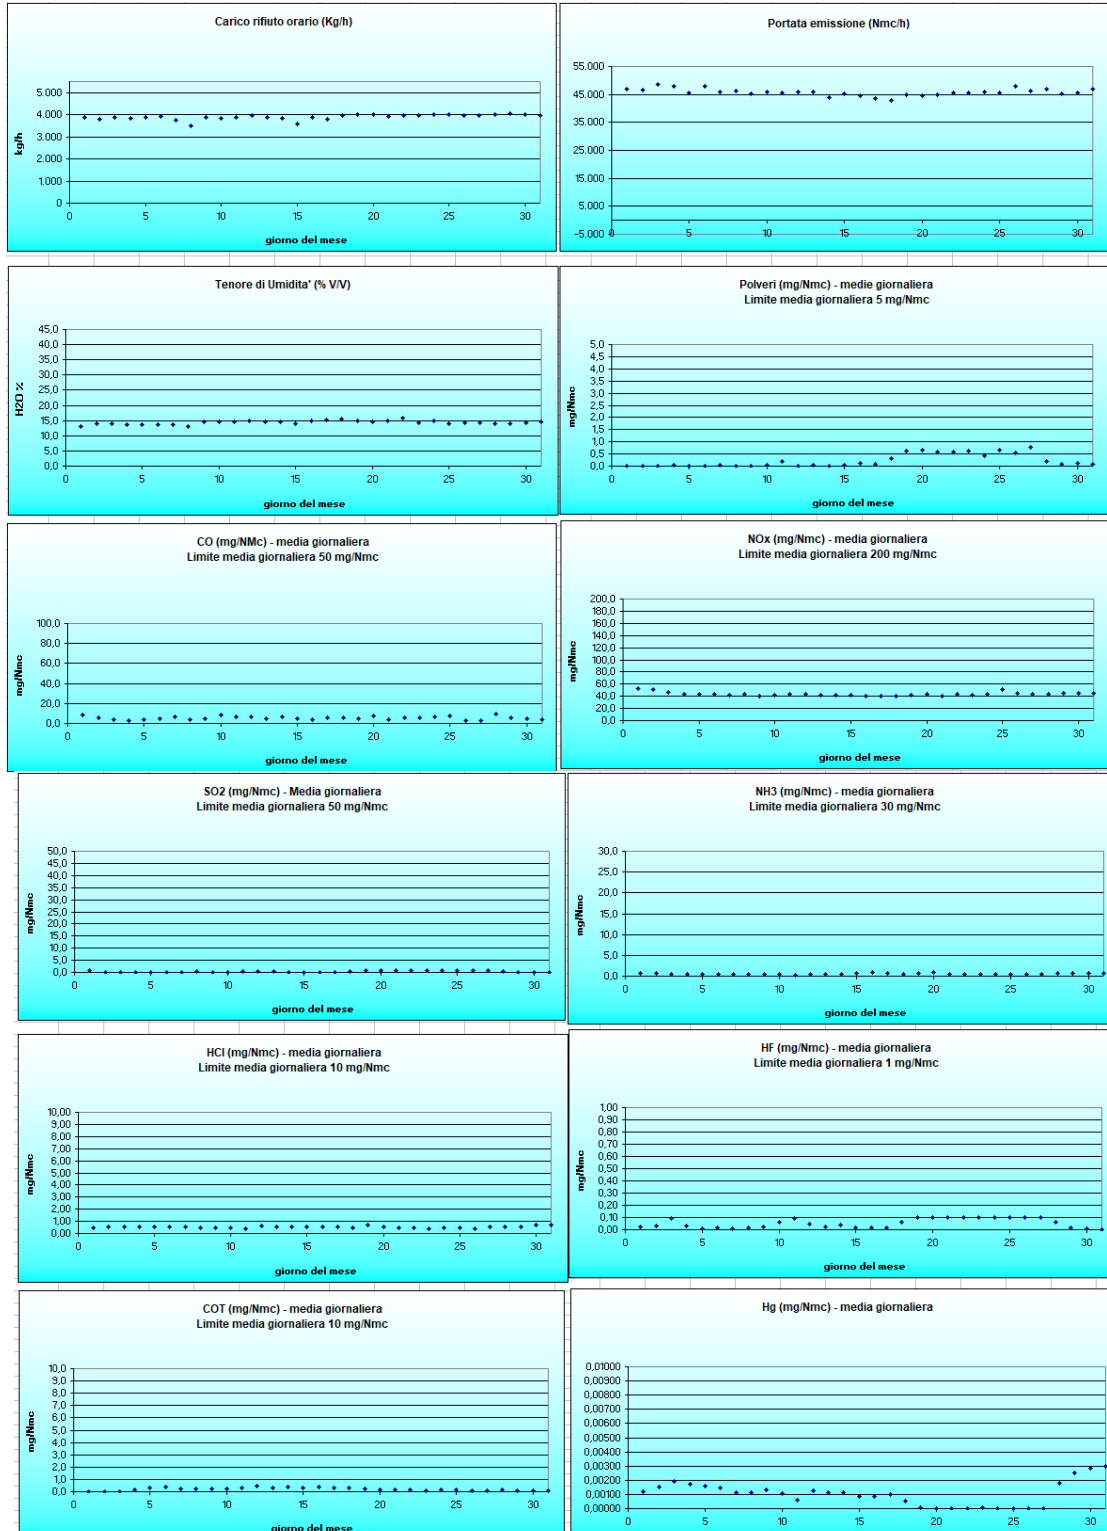 Carico rifiuto orario (Kg/h)
5.000
4.000
3.000
2.000
1.000
0
kg/h
0 5 10 15 20 25 30
giorno del mese
Portata emissione (Nmc/h)
55.000
45.000
35.000
25.000
15.000
5.000
-5.000
0 5 10 15 20 25 30
Tenore di Umidita' (% V/V)
45,0
40,0
35,0
30,0
25,0
20,0
15,0
10,0
5,0
0,0
H2O %
0 5 10 15 20 25 30
giorno del mese
Polveri (mg/Nmc) - medie giornaliera
Limite media giornaliera 5 mg/Nmc
5,0
4,5
4,0
3,5
3,0
2,5
2,0
1,5
1,0
0,5
0,0
mg/Nmc
0 5 10 15 20 25 30
giorno del mese
CO (mg/NMc) - media giornaliera
Limite media giornaliera 50 mg/Nmc
100,0
80,0
60,0
40,0
20,0
0,0
mg/Nmc
0 5 10 15 20 25 30
giorno del mese
NOx (mg/Nmc) - media giornaliera
Limite media giornaliera 200 mg/Nmc
200,0
180,0
160,0
140,0
120,0
100,0
80,0
60,0
40,0
20,0
0,0
mg/Nmc
0 5 10 15 20 25 30
giorno del mese
SO2 (mg/Nmc) - Media giornaliera
Limite media giornaliera 50 mg/Nmc
50,0
45,0
40,0
35,0
30,0
25,0
20,0
15,0
10,0
5,0
0,0
mg/Nmc
0 5 10 15 20 25 30
giorno del mese
NH3 (mg/Nmc) - media giornaliera
Limite media giornaliera 30 mg/Nmc
30,0
25,0
20,0
15,0
10,0
5,0
0,0
mg/Nmc
0 5 10 15 20 25 30
giorno del mese
HCl (mg/Nmc) - media giornaliera
Limite media giornaliera 10 mg/Nmc
10,00
9,00
8,00
7,00
6,00
5,00
4,00
3,00
2,00
1,00
0,00
mg/Nmc
0 5 10 15 20 25 30
giorno del mese
HF (mg/Nmc) - media giornaliera
Limite media giornaliera 1 mg/Nmc
1,00
0,90
0,80
0,70
0,60
0,50
0,40
0,30
0,20
0,10
0,00
mg/Nmc
0 5 10 15 20 25 30
giorno del mese
COT (mg/Nmc) - media giornaliera
Limite media giornaliera 10 mg/Nmc
10,0
9,0
8,0
7,0
6,0
5,0
4,0
3,0
2,0
1,0
0,0
mg/Nmc
0 5 10 15 20 25 30
giorno del mese
Hg (mg/Nmc) - media giornaliera
0,01000
0,00900
0,00800
0,00700
0,00600
0,00500
0,00400
0,00300
0,00200
0,00100
0,00000
mg/Nmc
0 5 10 15 20 25 30